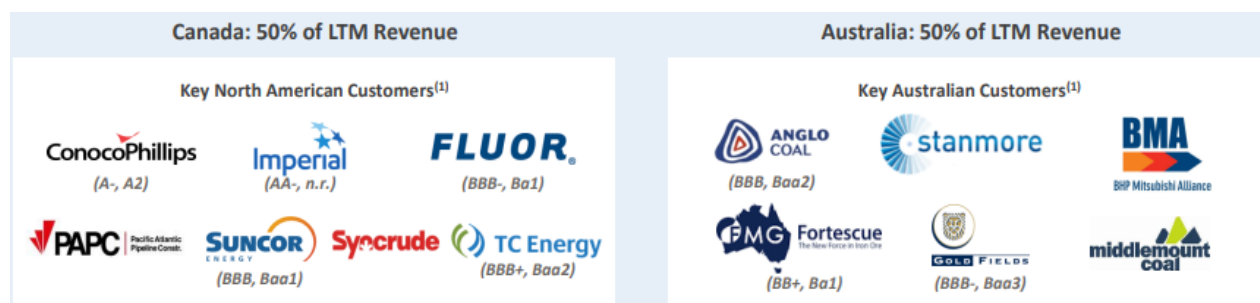 Canada: 50% of LTM Revenue
Key North American Customers(1)
ConocoPhillips
(A-, A2)
Imperial
(AA-, n.r.)
FLUOR®
(BBB-, Ba1)
PAPC Pacific Atlantic
Pipeline Constr.
SUNCOR
ENERGY
(BBB, Baa1)
Syncrude
TC Energy
(BBB+, Baa2)
Australia: 50% of LTM Revenue
Key Australian Customers(1)
ANGLO
COAL
(BBB, Baa2)
stanmore
BMA
BHP Mitsubishi Alliance
FMG Fortescue
The New Force in Iron Ore
(BB+, Ba1)
GOLD FIELDS
(BBB-, Baa3)
middlemount
coal